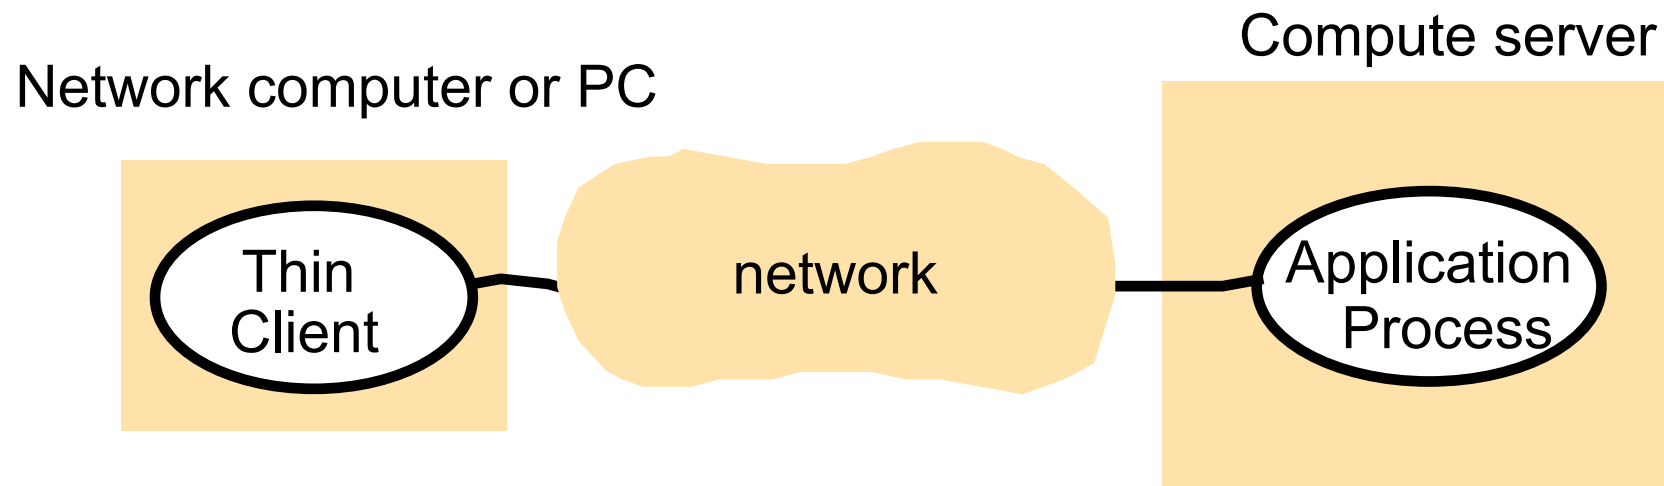 Compute server
Network computer or PC
Thin
Client
network
Application
Process